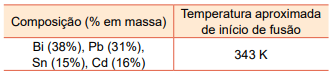 Composição (% em massa)
Temperatura aproximada
de início de fusão
Bi (38%), Pb (31%),
Sn (15%), Cd (16%)
343 K